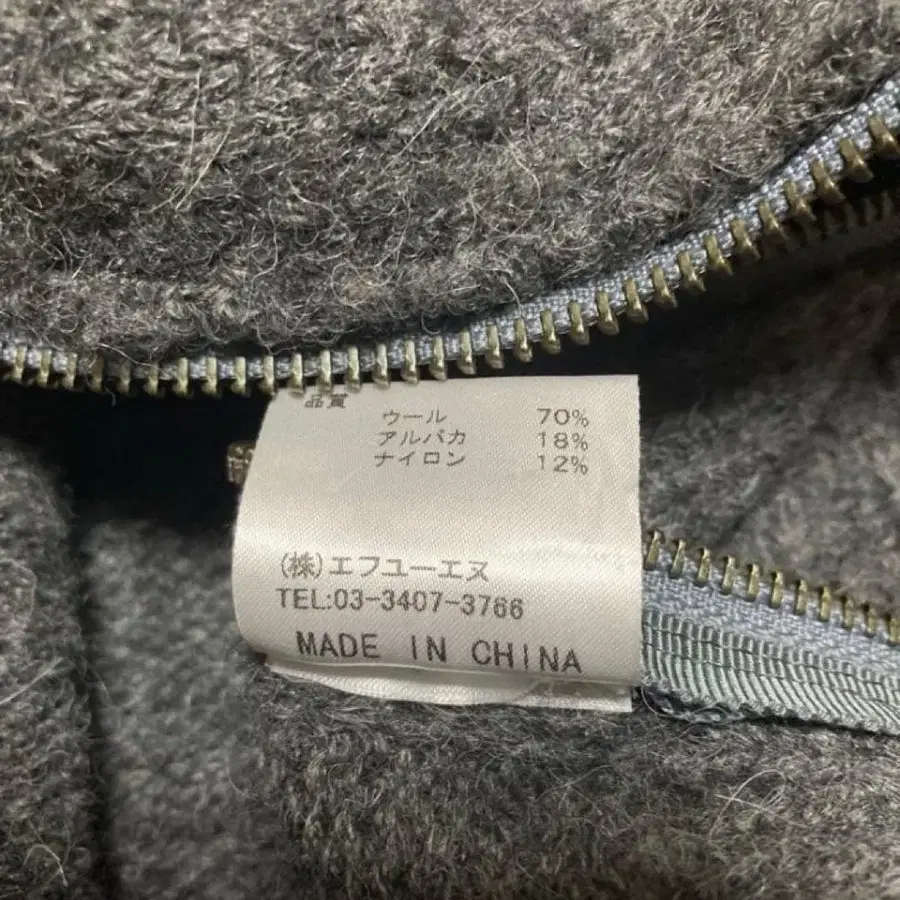 品質
ウール 70%
アルパカ 18%
ナイロン 12%
(株)エフユーエヌ
TEL:03-3407-3766
MADE IN CHINA